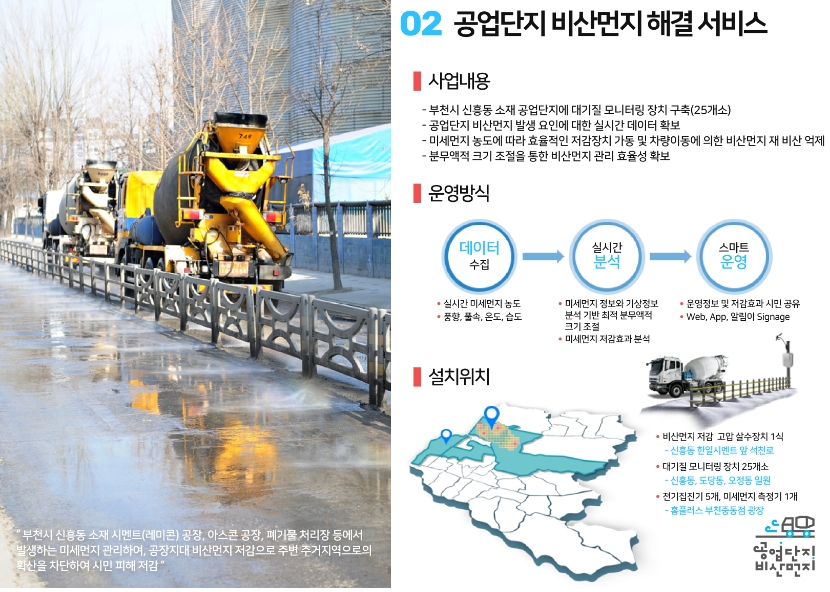 02 공업단지 비산먼지 해결 서비스
사업내용
- 부천시 신흥동 소재 공업단지에 대기질 모니터링 장치 구축(25개소)
- 공업단지 비산먼지 발생 요인에 대한 실시간 데이터 확보
- 미세먼지 농도에 따라 효율적인 저감장치 가동 및 차량이동에 의한 비산먼지 재 비산 억제
- 분무액적 크기 조절을 통한 비산먼지 관리 효율성 확보
운영방식
데이터
수집
실시간
분석
스마트
운영
• 실시간 미세먼지 농도
• 풍향, 풍속, 온도, 습도
• 미세먼지 정보와 기상정보
분석 기반 최적 분무액적
크기 조절
• 미세먼지 저감효과 분석
• 운영정보 및 저감효과 시민 공유
• Web, App, 알림이 Signage
설치위치
• 비산먼지 저감 고압 살수장치 1식
- 신흥동 한일시멘트 앞 석천로
• 대기질 모니터링 장치 25개소
- 신흥동, 도당동, 오정동 일원
• 전기집진기 5개, 미세먼지 측정기 1개
- 홈플러스 부천중동점 광장
공업단지
비산먼지
" 부천시 신흥동 소재 시멘트(레미콘) 공장, 아스콘 공장, 폐기물 처리장 등에서
발생하는 미세먼지 관리하여, 공장지대 비산먼지 저감으로 주변 주거지역으로의
확산을 차단하여 시민 피해 저감 "